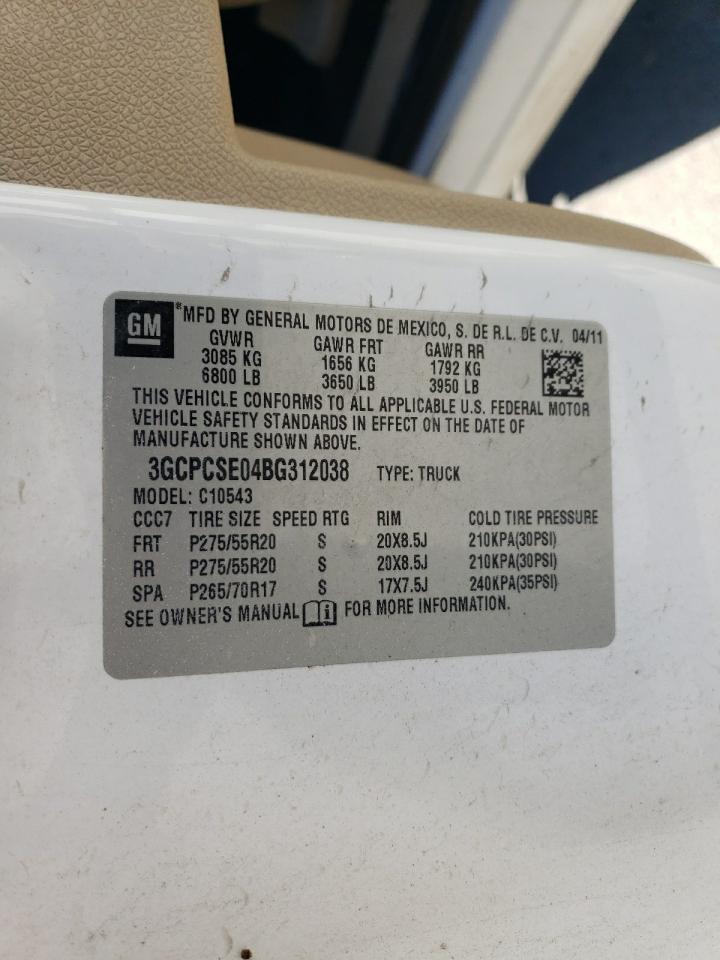 GM
® MFD BY GENERAL MOTORS DE MEXICO, S. DE R.L. DE C.V. 04/11
GVWR GAWR FRT GAWR RR
3085 KG 1656 KG 1792 KG
6800 LB 3650 LB 3950 LB
THIS VEHICLE CONFORMS TO ALL APPLICABLE U.S. FEDERAL MOTOR
VEHICLE SAFETY STANDARDS IN EFFECT ON THE DATE OF
MANUFACTURE SHOWN ABOVE.
3GCPCSE04BG312038 TYPE: TRUCK
MODEL: C10543
CCC7 TIRE SIZE SPEED RTG RIM COLD TIRE PRESSURE
FRT P275/55R20 S 20X8.5J 210KPA(30PSI)
RR P275/55R20 S 20X8.5J 210KPA(30PSI)
SPA P265/70R17 S 17X7.5J 240KPA(35PSI)
SEE OWNER'S MANUAL i FOR MORE INFORMATION.